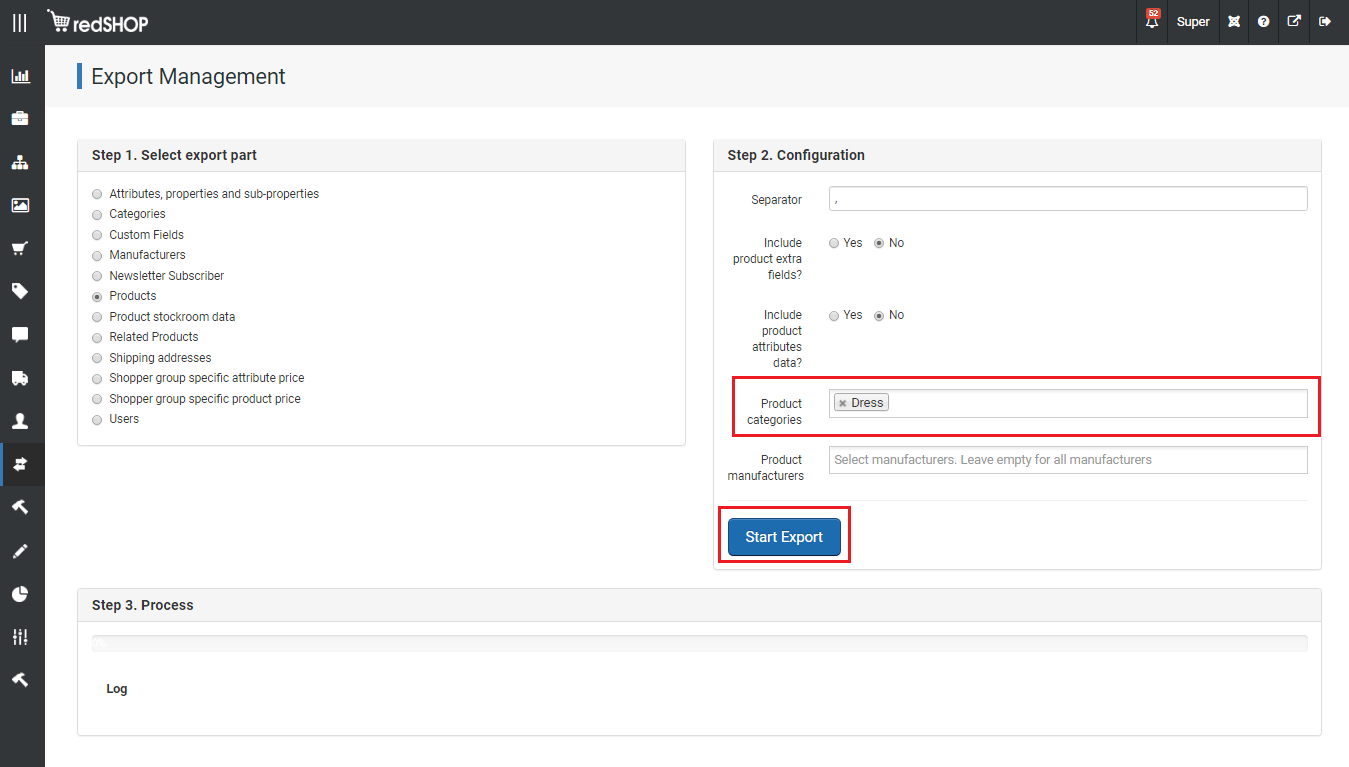 redSHOP
52
Super
Export Management
Step 1. Select export part
Attributes, properties and sub-properties
Categories
Custom Fields
Manufacturers
Newsletter Subscriber
Products
Product stockroom data
Related Products
Shipping addresses
Shopper group specific attribute price
Shopper group specific product price
Users
Step 2. Configuration
Separator
,
Include
product extra
fields?
Yes No
Include
product
attributes
data?
Yes No
Product
categories
Dress
Product
manufacturers
Select manufacturers. Leave empty for all manufacturers
Start Export
Step 3. Process
Log